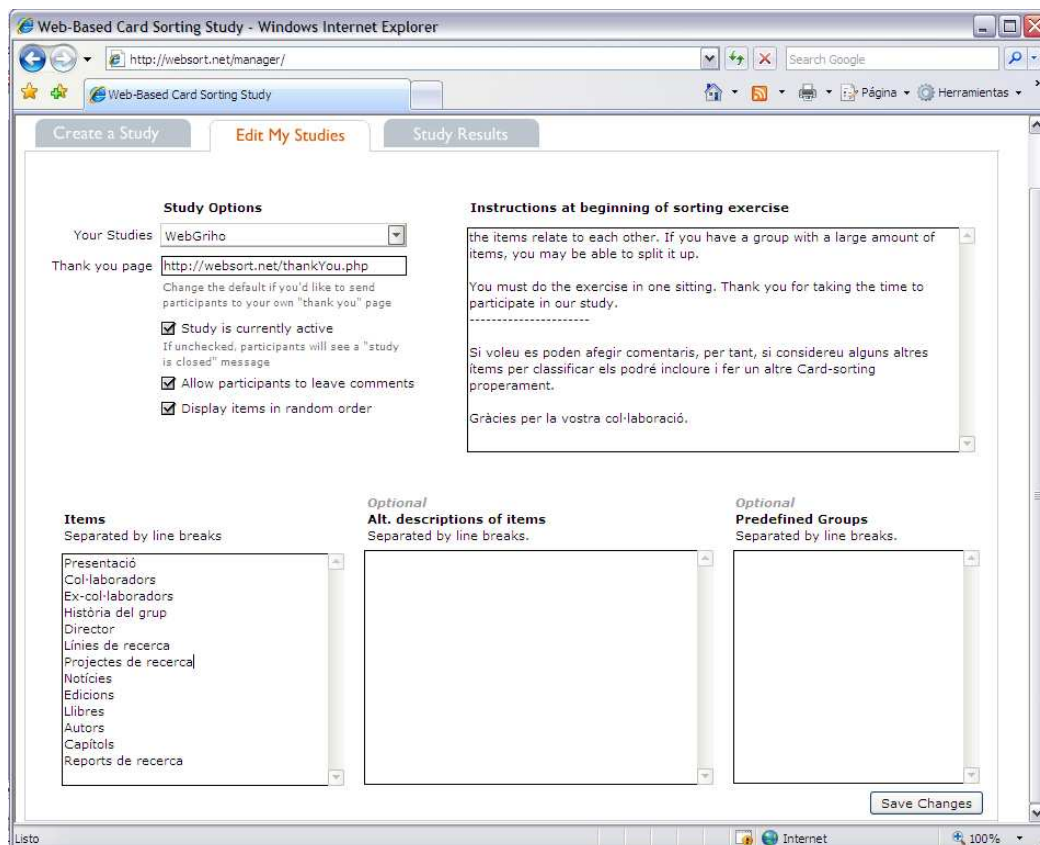 Web-Based Card Sorting Study - Windows Internet Explorer
http://websort.net/manager/
Search Google
Web-Based Card Sorting Study
Página
Herramientas
Create a Study
Edit My Studies
Study Results
Study Options
Your Studies
WebGriho
Thank you page
http://websort.net/thankYou.php
Change the default if you'd like to send
participants to your own "thank you" page
Study is currently active
If unchecked, participants will see a "study
is closed" message
Allow participants to leave comments
Display items in random order
Instructions at beginning of sorting exercise
the items relate to each other. If you have a group with a large amount of
items, you may be able to split it up.
You must do the exercise in one sitting. Thank you for taking the time to
participate in our study.
----------------------
Si voleu es poden afegir comentaris, per tant, si considereu alguns altres
ítems per classificar els podré incloure i fer un altre Card-sorting
properament.
Gràcies per la vostra col·laboració.
Items
Separated by line breaks
Presentació
Col·laboradors
Ex-col·laboradors
Història del grup
Director
Línies de recerca
Projectes de recerca
Notícies
Edicions
Llibres
Autors
Capítols
Reports de recerca
Optional
Alt. descriptions of items
Separated by line breaks.
Optional
Predefined Groups
Separated by line breaks.
Save Changes
Listo
Internet
100%